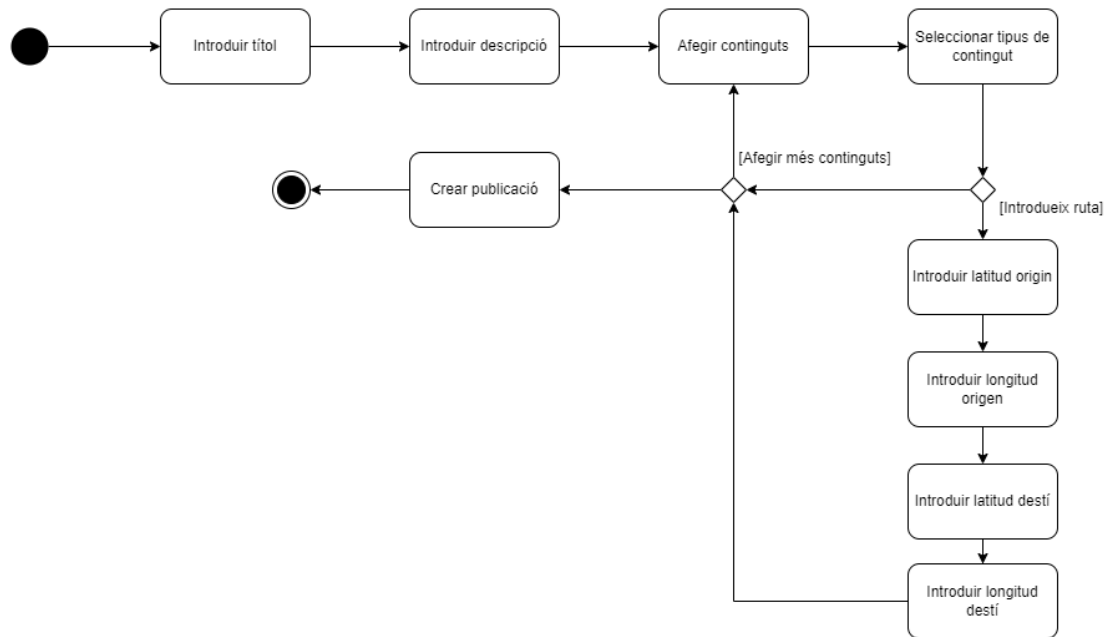 Introduir títol
Introduir descripció
Afegir continguts
Seleccionar tipus de
contingut
[Afegir més continguts]
Crear publicació
[Introdueix ruta]
Introduir latitud origin
Introduir longitud
origen
Introduir latitud destí
Introduir longitud
destí